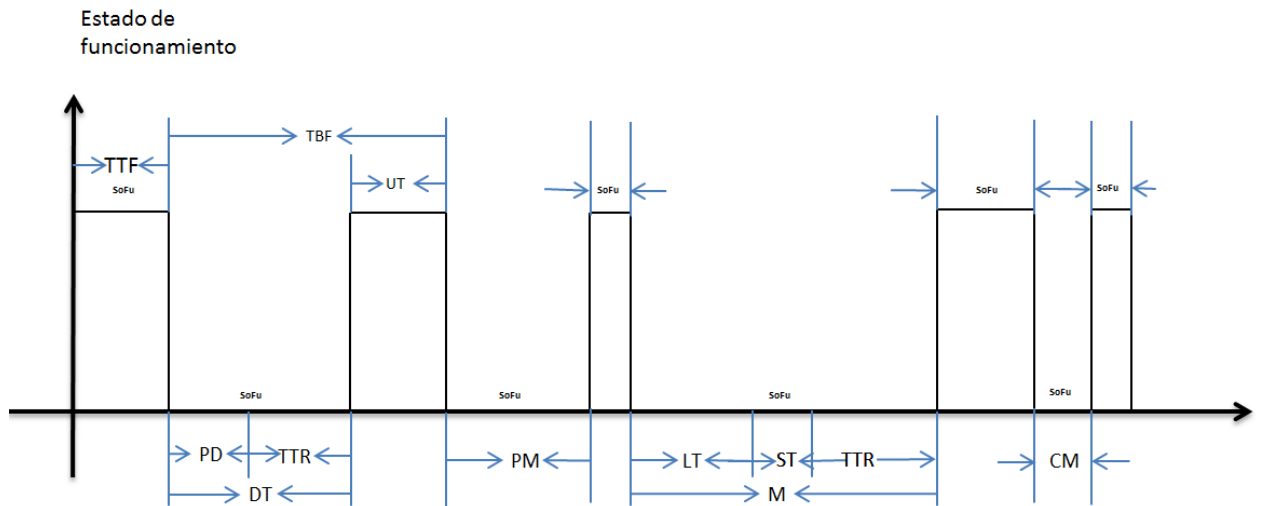 Estado de
funcionamiento
TBF
TTF
UT
SoFu
SoFu
SoFu
SoFu
SoFu
SoFu
SoFu
SoFu
PD
TTR
PM
LT
ST
TTR
CM
DT
M